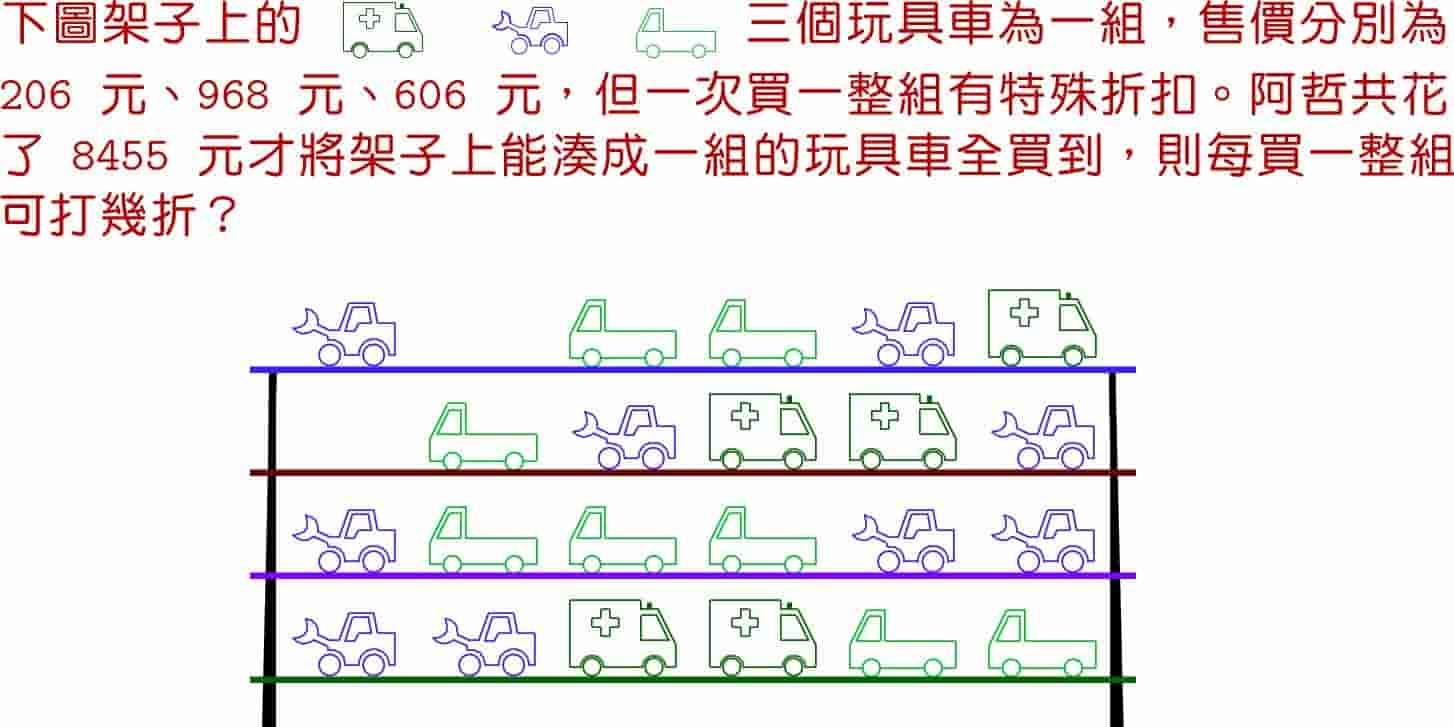 下圖架子上的 三個玩具車為一組，售價分別為
206 元、968 元、606 元，但一次買一整組有特殊折扣。阿哲共花
了 8455 元才將架子上能湊成一組的玩具車全買到，則每買一整組
可打幾折？